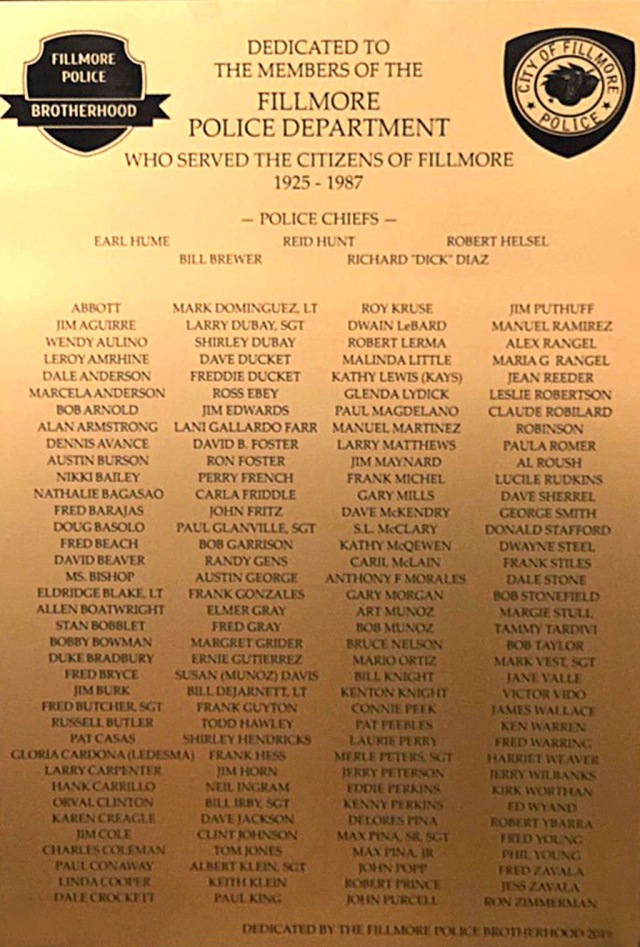 FILLMORE
POLICE
BROTHERHOOD
CITY OF FILLMORE
POLICE
DEDICATED TO
THE MEMBERS OF THE
FILLMORE
POLICE DEPARTMENT
WHO SERVED THE CITIZENS OF FILLMORE
1925 - 1987
— POLICE CHIEFS —
EARL HUME REID HUNT ROBERT HELSEL
BILL BREWER RICHARD "DICK" DIAZ
ABBOTT
JIM AGUIRRE
WENDY AULINO
LEROY AMRHINE
DALE ANDERSON
MARCELA ANDERSON
BOB ARNOLD
ALAN ARMSTRONG
DENNIS AVANCE
AUSTIN BURSON
NIKKI BAILEY
NATHALIE BAGASAO
FRED BARAJAS
DOUG BASOLO
FRED BEACH
DAVID BEAVER
MS. BISHOP
ELDRIDGE BLAKE, LT
ALLEN BOATWRIGHT
STAN BOBBLET
BOBBY BOWMAN
DUKE BRADBURY
FRED BRYCE
JIM BURK
FRED BUTCHER, SGT
RUSSELL BUTLER
PAT CASAS
GLORIA CARDONA (LEDESMA)
LARRY CARPENTER
HANK CARRILLO
ORVAL CLINTON
KAREN CREAGLE
JIM COLE
CHARLES COLEMAN
PAUL CONAWAY
LINDA COOPER
DALE CROCKETT
MARK DOMINGUEZ, LT
LARRY DUBAY, SGT
SHIRLEY DUBAY
DAVE DUCKET
FREDDIE DUCKET
ROSS EBEY
JIM EDWARDS
LANI GALLARDO FARR
DAVID B. FOSTER
RON FOSTER
PERRY FRENCH
CARLA FRIDDLE
JOHN FRITZ
PAUL GLANVILLE, SGT
BOB GARRISON
RANDY GENS
AUSTIN GEORGE
FRANK GONZALES
ELMER GRAY
FRED GRAY
MARGRET GRIDER
ERNIE GUTIERREZ
SUSAN (MUNOZ) DAVIS
BILL DEJARNETT, LT
FRANK GUYTON
TODD HAWLEY
SHIRLEY HENDRICKS
FRANK HESS
JIM HORN
NEIL INGRAM
BILL IRBY, SGT
DAVE JACKSON
CLINT JOHNSON
TOM JONES
ALBERT KLEIN, SGT
KEITH KLEIN
PAUL KING
ROY KRUSE
DWAIN LeBARD
ROBERT LERMA
MALINDA LITTLE
KATHY LEWIS (KAYS)
GLENDA LYDICK
PAUL MAGDELANO
MANUEL MARTINEZ
LARRY MATTHEWS
JIM MAYNARD
FRANK MICHEL
GARY MILLS
DAVE McKENDRY
S.L. McCLARY
KATHY McQEWEN
CARIL McLAIN
ANTHONY F MORALES
GARY MORGAN
ART MUNOZ
BOB MUNOZ
BRUCE NELSON
MARIO ORTIZ
BILL KNIGHT
KENTON KNIGHT
CONNIE PEEK
PAT PEEBLES
LAURIE PERRY
MERLE PETERS, SGT
JERRY PETERSON
EDDIE PERKINS
KENNY PERKINS
DELORES PINA
MAX PINA, SR, SGT
MAX PINA, JR
JOHN POPP
ROBERT PRINCE
JOHN PURCELL
JIM PUTHUFF
MANUEL RAMIREZ
ALEX RANGEL
MARIA G RANGEL
JEAN REEDER
LESLIE ROBERTSON
CLAUDE ROBILARD
ROBINSON
PAULA ROMER
AL ROUSH
LUCILE RUDKINS
DAVE SHERREL
GEORGE SMITH
DONALD STAFFORD
DWAYNE STEEL
FRANK STILES
DALE STONE
BOB STONEFIELD
MARGIE STULL
TAMMY TARDIVI
BOB TAYLOR
MARK VEST, SGT
JANE VALLE
VICTOR VIDO
JAMES WALLACE
KEN WARREN
FRED WARRING
HARRIET WEAVER
JERRY WILBANKS
KIRK WORTHAN
ED WYAND
ROBERT YBARRA
FRED YOUNG
PHIL YOUNG
FRED ZAVALA
JESS ZAVALA
RON ZIMMERMAN
DEDICATED BY THE FILLMORE POLICE BROTHERHOOD 2019